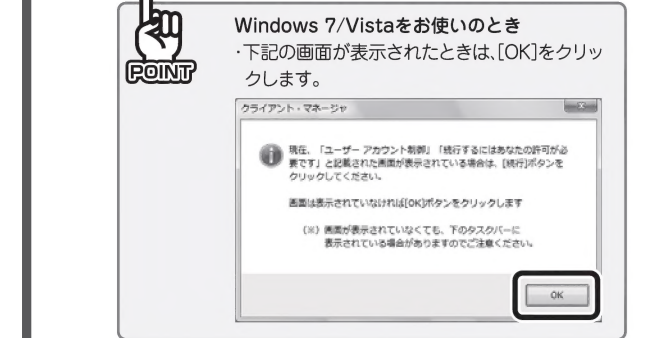 POINT
Windows 7/Vistaをお使いのとき
・下記の画面が表示されたときは、[OK]をクリッ
クします。
クライアント・マネージャ
現在、「ユーザー アカウント制御」「続行するにはあなたの許可が必
要です」と記載された画面が表示されている場合は、[続行]ボタンを
クリックしてください。
画面は表示されていなければ[OK]ボタンをクリックします
(※) 画面が表示されていなくても、下のタスクバーに
表示されている場合がありますのでご注意ください。
OK